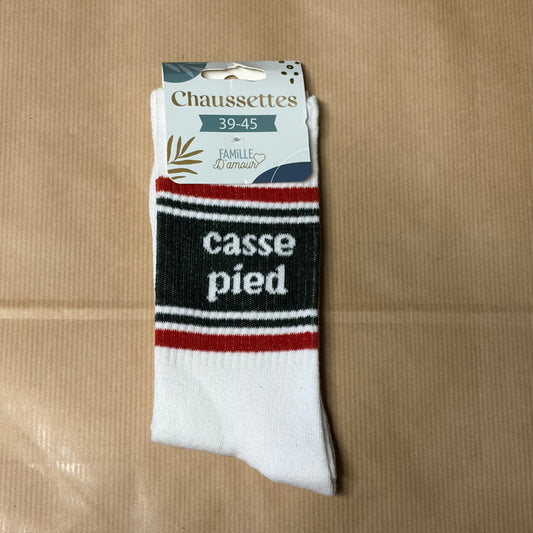 Chaussettes
39-45
FAMiLLE
D'amour
casse
pied